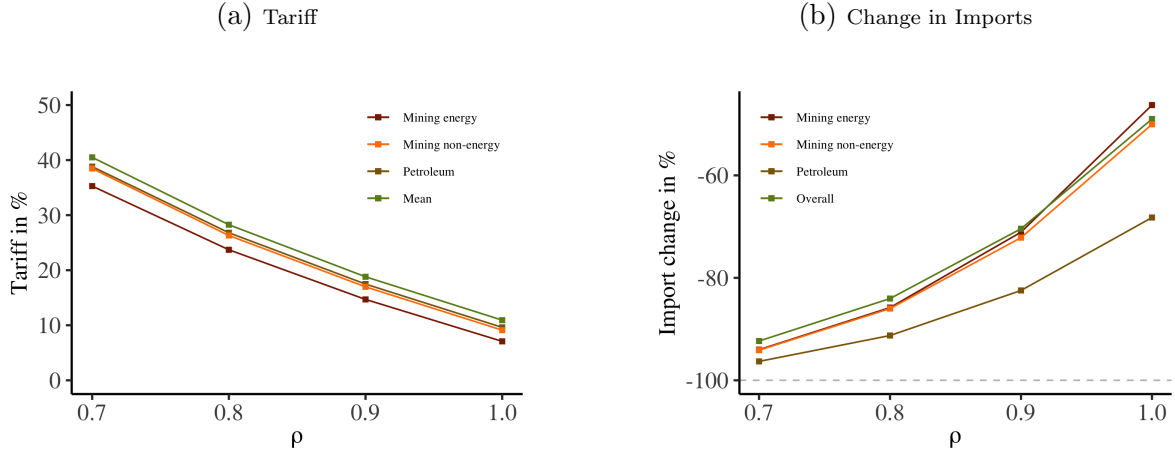 (a) Tariff
Tariff in %
50
40
30
20
10
0
0.7 0.8 0.9 1.0
ρ
Mining energy
Mining non-energy
Petroleum
Mean
(b) Change in Imports
Import change in %
-60
-80
-100
0.7 0.8 0.9 1.0
ρ
Mining energy
Mining non-energy
Petroleum
Overall